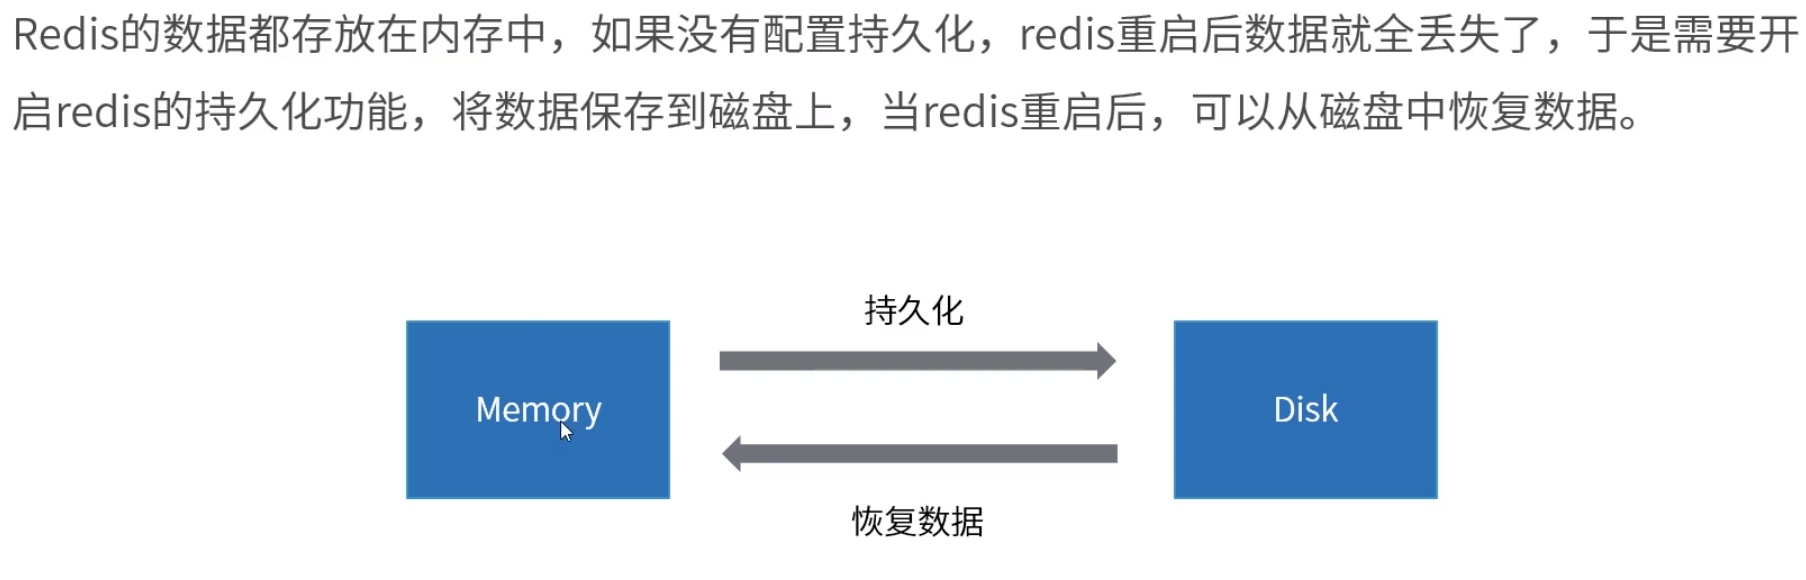 Redis的数据都存放在内存中，如果没有配置持久化，redis重启后数据就全丢失了，于是需要开
启redis的持久化功能，将数据保存到磁盘上，当redis重启后，可以从磁盘中恢复数据。
持久化
Memory
Disk
恢复数据